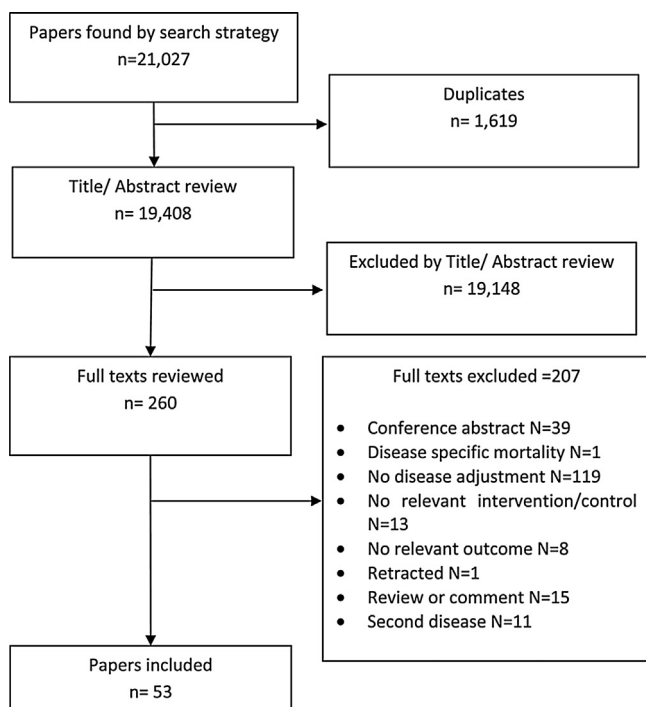 Papers found by search strategy
n=21,027
Duplicates
n= 1,619
Title/ Abstract review
n= 19,408
Excluded by Title/ Abstract review
n= 19,148
Full texts reviewed
n= 260
Full texts excluded =207
• Conference abstract N=39
• Disease specific mortality N=1
• No disease adjustment N=119
• No relevant intervention/control
N=13
• No relevant outcome N=8
• Retracted N=1
• Review or comment N=15
• Second disease N=11
Papers included
n= 53